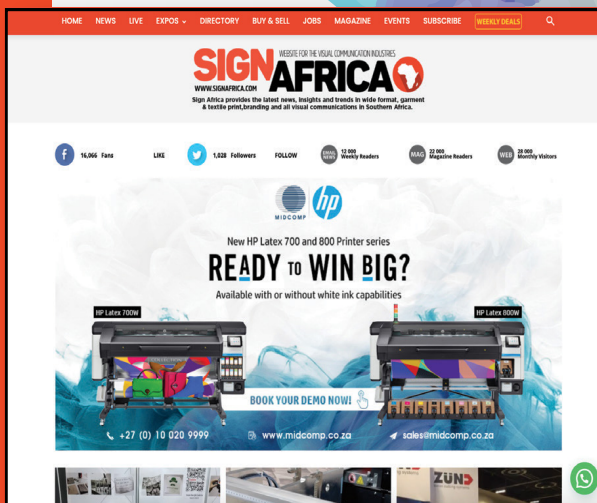 HOME NEWS LIVE EXPOS DIRECTORY BUY & SELL JOBS MAGAZINE EVENTS SUBSCRIBE WEEKLY DEALS
WEBSITE FOR THE VISUAL COMMUNICATION INDUSTRIES
SIGN AFRICA
WWW.SIGNAFRICA.COM
Sign Africa provides the latest news, insights and trends in wide format, garment
& textile print,branding and all visual communications in Southern Africa.
16,066 Fans LIKE 1,028 Followers FOLLOW
EMAIL NEWS 12 000 Weekly Readers
MAG 22 000 Magazine Readers
WEB 28 000 Monthly Visitors
MIDCOMP hp
New HP Latex 700 and 800 Printer series
READY TO WIN BIG?
Available with or without white ink capabilities
HP Latex 700W
HP Latex 800W
BOOK YOUR DEMO NOW!
+27 (0) 10 020 9999 www.midcomp.co.za sales@midcomp.co.za
ZÜND